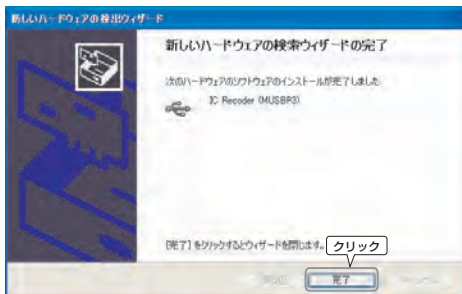 新しいハードウェアの検出ウィザード
新しいハードウェアの検索ウィザードの完了
次のハードウェアのソフトウェアのインストールが完了しました
IC Recoder (MUSBP3)
[完了] をクリックするとウィザードを閉じます。
クリック
完了